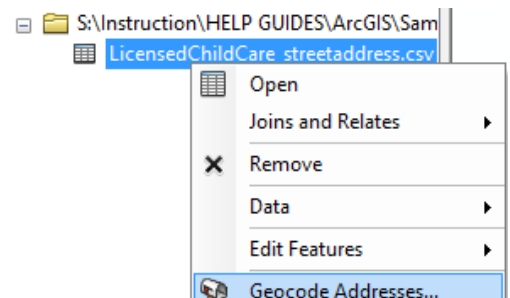 S:\Instruction\HELP GUIDES\ArcGIS\Sam
LicensedChildCare_streetaddress.csv
Open
Joins and Relates
Remove
Data
Edit Features
Geocode Addresses...